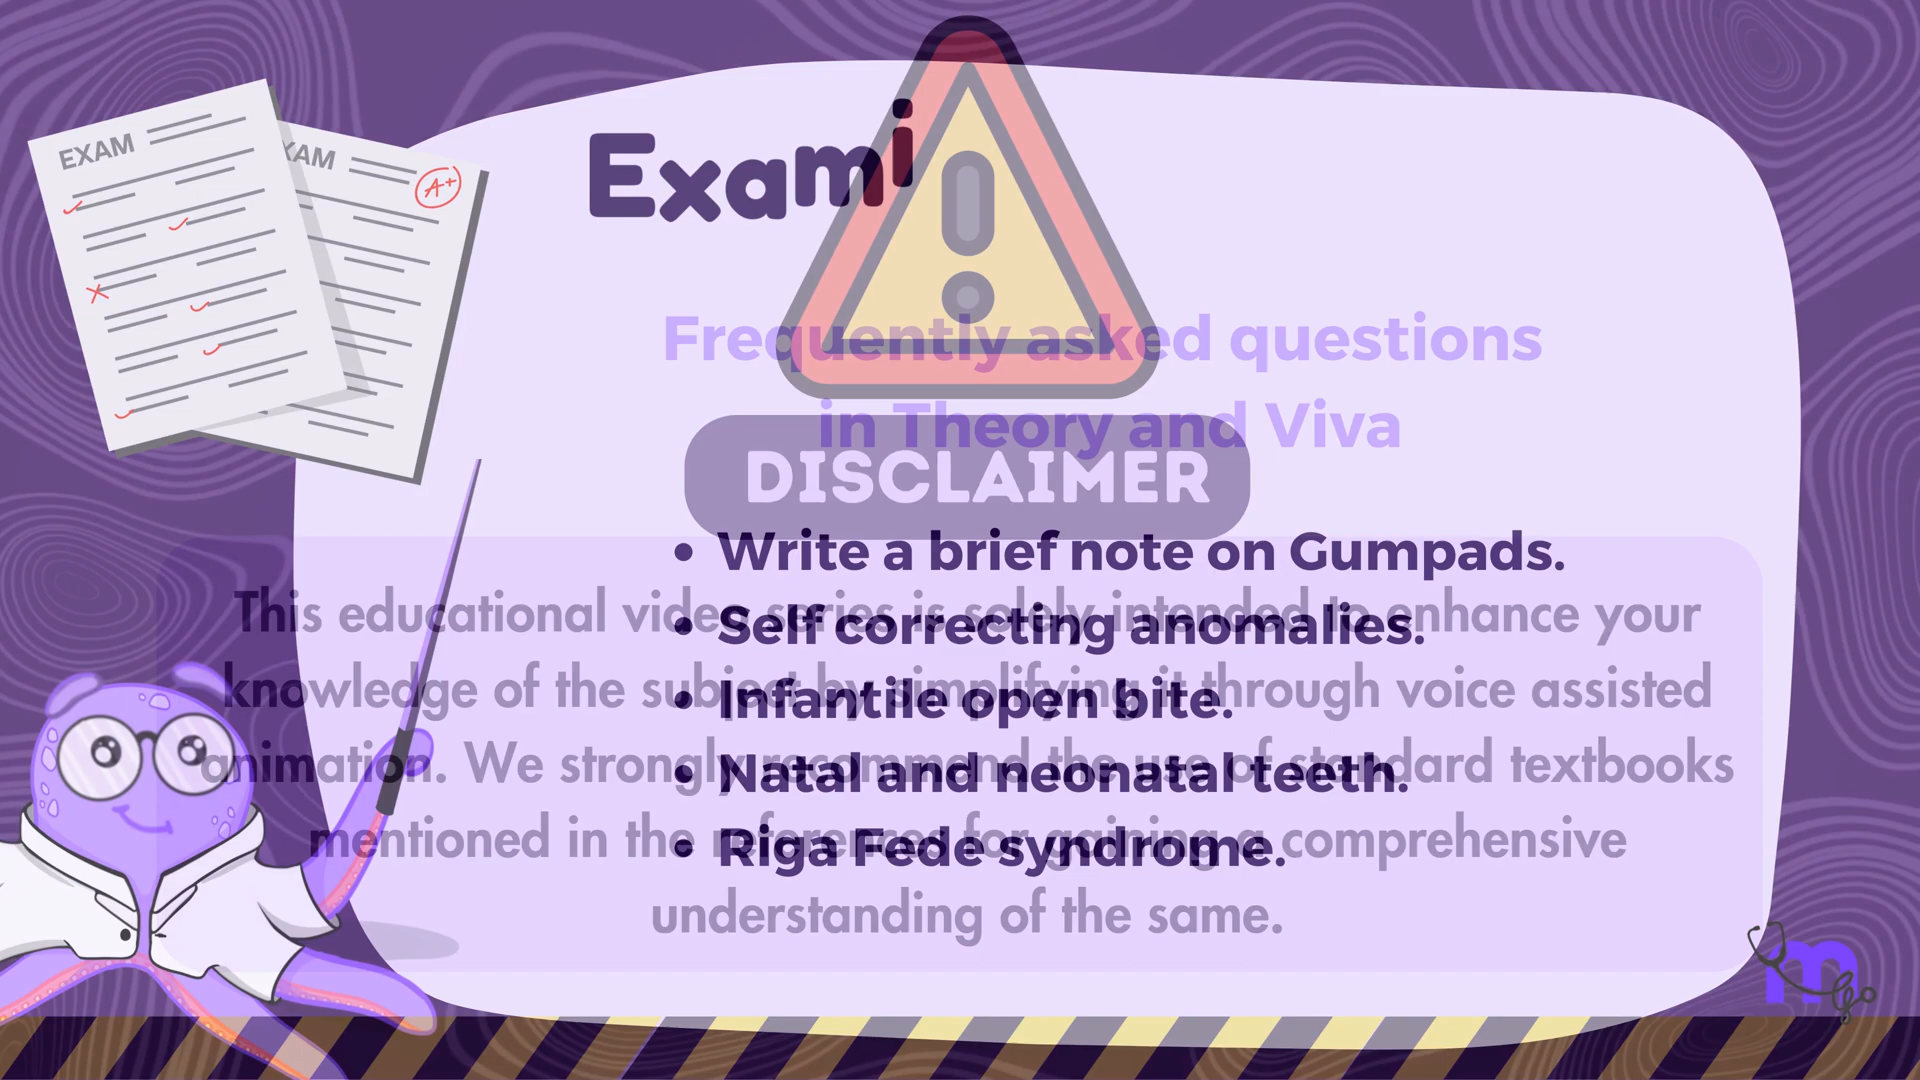 EXAM
XAM
A+
Exami
Frequently asked questions
in Theory and Viva
DISCLAIMER
• Write a brief note on Gumpads.
• Self correcting anomalies.
• Infantile open bite.
• Natal and neonatal teeth.
• Riga Fede syndrome.
This educational video series is solely intended to enhance your
knowledge of the subject by simplifying it through voice assisted
animation. We strongly recommend the use of standard textbooks
mentioned in the references for gaining a comprehensive
understanding of the same.
m
go